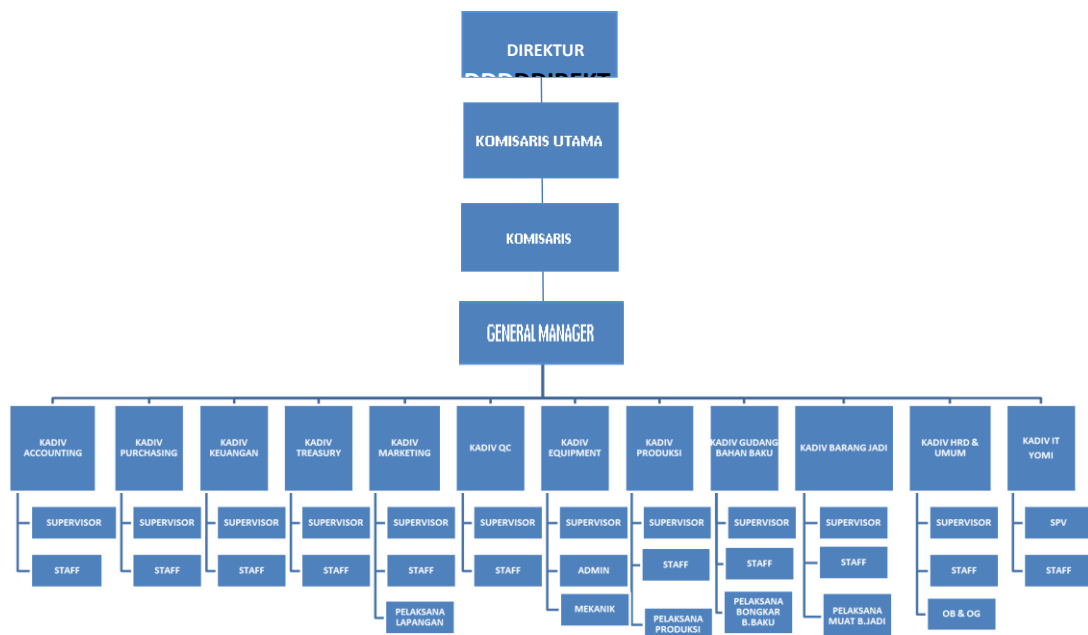 DIREKTUR
DDDDDIREKT
KOMISARIS UTAMA
KOMISARIS
GENERAL MANAGER
KADIV
ACCOUNTING
KADIV
PURCHASING
KADIV
KEUANGAN
KADIV
TREASURY
KADIV
MARKETING
KADIV QC
KADIV
EQUIPMENT
KADIV
PRODUKSI
KADIV GUDANG
BAHAN BAKU
KADIV BARANG JADI
KADIV HRD &
UMUM
KADIV IT
YOMI
SUPERVISOR
SUPERVISOR
SUPERVISOR
SUPERVISOR
SUPERVISOR
SUPERVISOR
SUPERVISOR
SUPERVISOR
SUPERVISOR
SUPERVISOR
SUPERVISOR
SPV
STAFF
STAFF
STAFF
STAFF
STAFF
STAFF
ADMIN
STAFF
STAFF
STAFF
STAFF
STAFF
PELAKSANA
LAPANGAN
MEKANIK
PELAKSANA
PRODUKSI
PELAKSANA
BONGKAR
B.BAKU
PELAKSANA
MUAT B.JADI
OB & OG